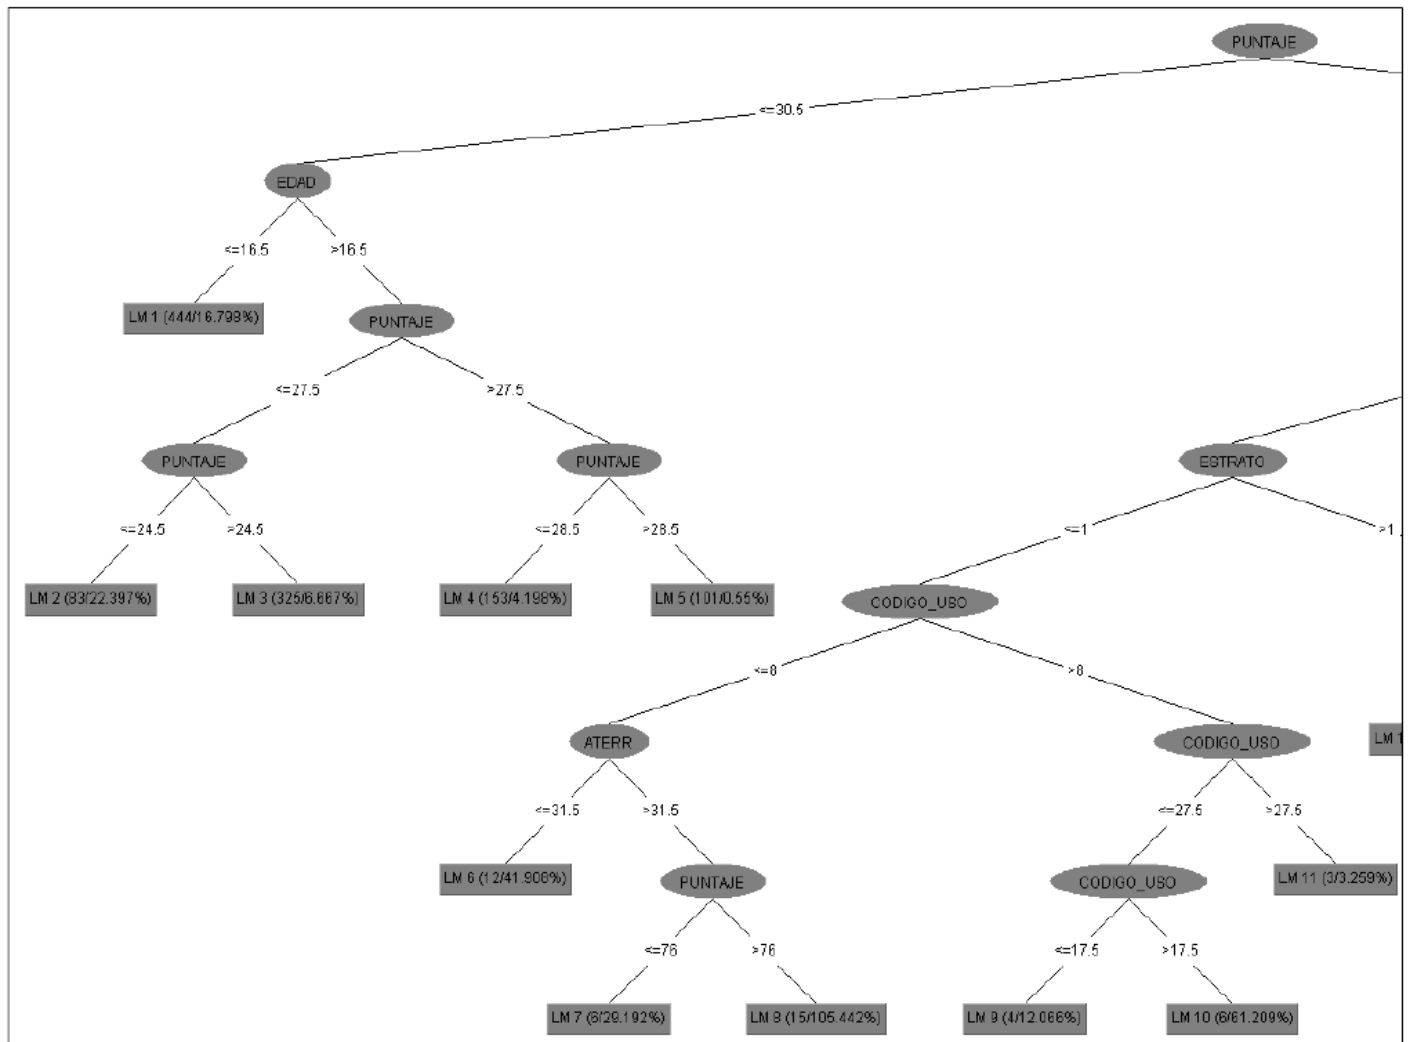 PUNTAJE
<=30.5
EDAD
<=16.5 >16.5
LM 1 (444/16.798%)
PUNTAJE
<=27.5 >27.5
PUNTAJE PUNTAJE ESTRATO
<=24.5 >24.5 <=28.5 >28.5 <=1 >1
LM 2 (83/22.397%) LM 3 (325/6.667%) LM 4 (153/4.198%) LM 5 (101/0.55%)
CODIGO_USO
<=8 >8
ATERR CODIGO_USO LM 1
<=31.5 >31.5 <=27.5 >27.5
LM 6 (12/41.908%) PUNTAJE CODIGO_USO LM 11 (3/3.259%)
<=76 >76 <=17.5 >17.5
LM 7 (6/29.192%) LM 8 (15/105.442%) LM 9 (4/12.066%) LM 10 (6/61.209%)